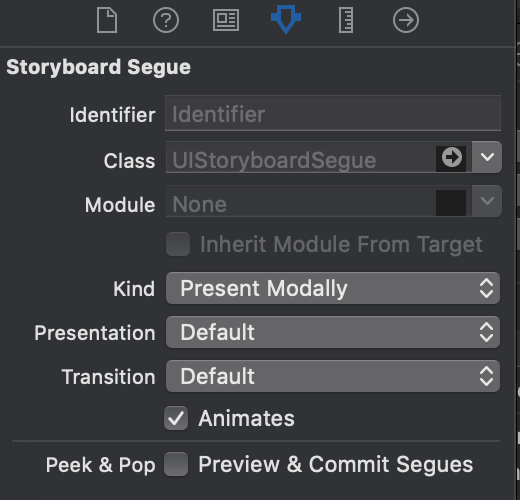 Storyboard Segue
Identifier Identifier
Class UIStoryboardSegue
Module None
Inherit Module From Target
Kind Present Modally
Presentation Default
Transition Default
Animates
Peek & Pop Preview & Commit Segues